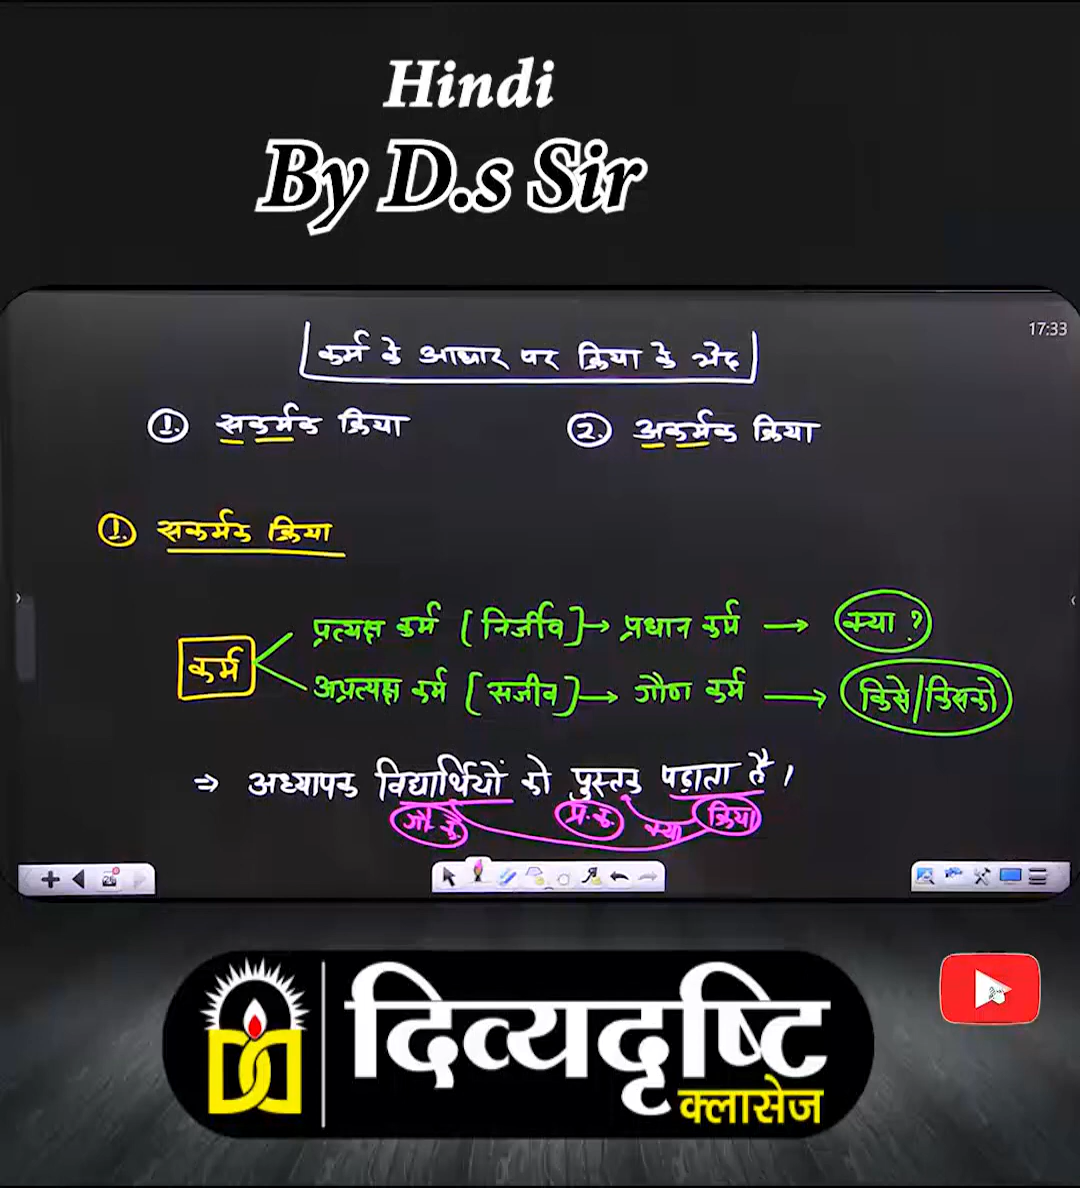 Hindi
By D.s Sir
17:33
कर्म के आधार पर क्रिया के भेद
1. सकर्मक क्रिया
2. अकर्मक क्रिया
1. सकर्मक क्रिया
कर्म
प्रत्यक्ष कर्म [निर्जीव] → प्रधान कर्म → क्या ?
अप्रत्यक्ष कर्म [सजीव] → गौण कर्म → किसे/किसको
⇒ अध्यापक विद्यार्थियों को पुस्तक पढ़ाता है।
गौ. क. प्र. क. क्या क्रिया
दिव्यदृष्टि
क्लासेज